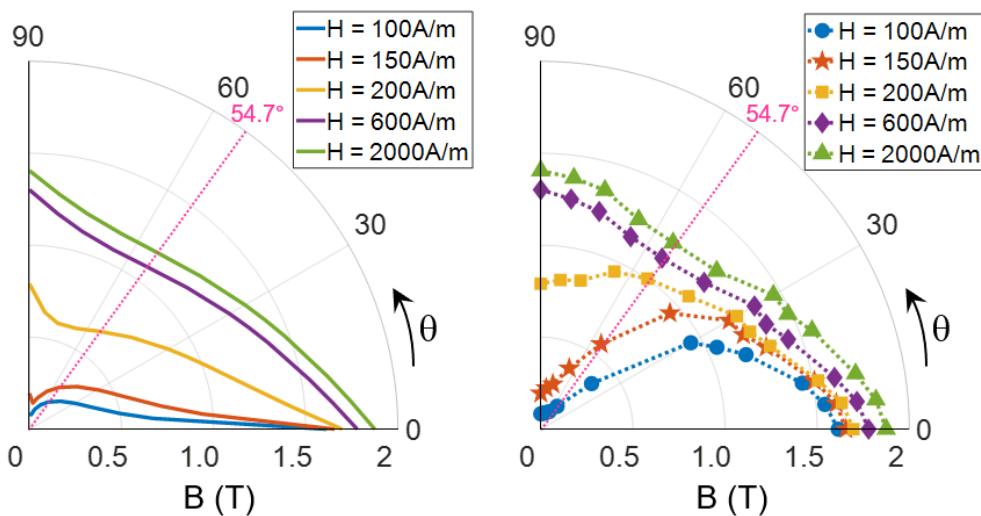 90
60
54.7°
30
θ
0
0
0.5
1.0
1.5
2
B (T)
H = 100A/m
H = 150A/m
H = 200A/m
H = 600A/m
H = 2000A/m
90
60
54.7°
30
θ
0
0
0.5
1.0
1.5
2
B (T)
H = 100A/m
H = 150A/m
H = 200A/m
H = 600A/m
H = 2000A/m